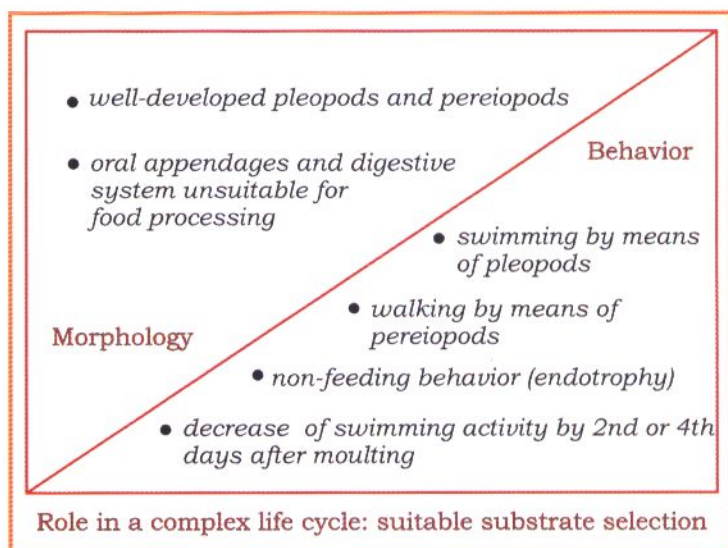 • well-developed pleopods and pereiopods
• oral appendages and digestive
system unsuitable for
food processing
Morphology
Behavior
• swimming by means
of pleopods
• walking by means of
pereiopods
• non-feeding behavior (endotrophy)
• decrease of swimming activity by 2nd or 4th
days after moulting
Role in a complex life cycle: suitable substrate selection